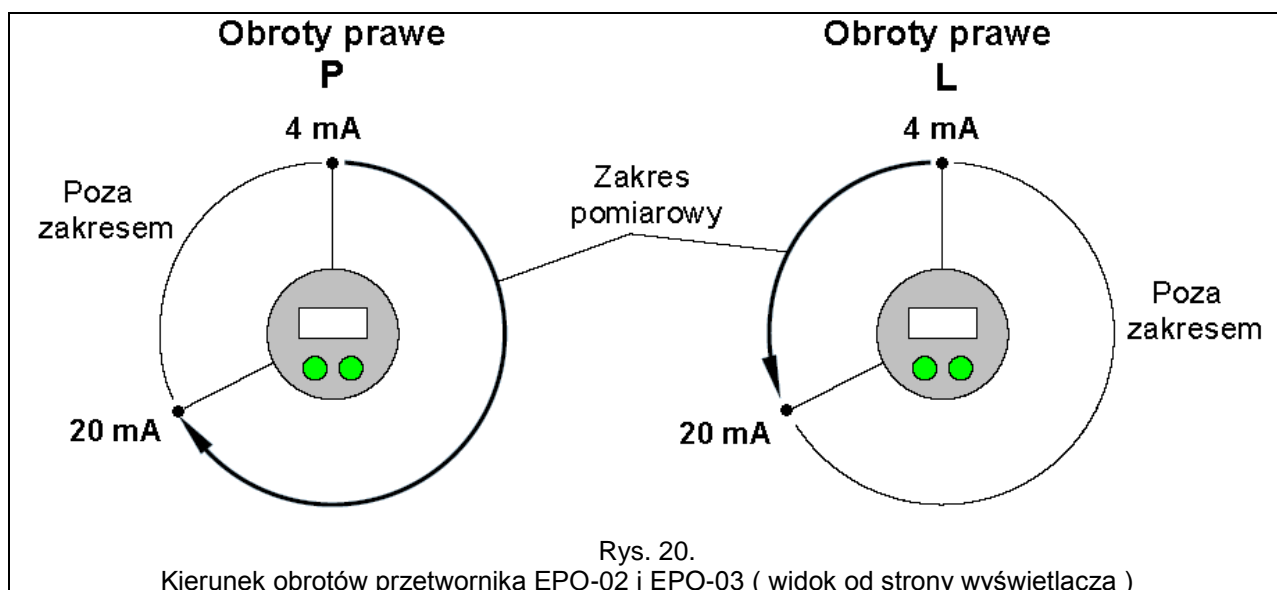 Obroty prawe
P
4 mA
Poza
zakresem
20 mA
Zakres
pomiarowy
Obroty prawe
L
4 mA
Poza
zakresem
20 mA
Rys. 20.
Kierunek obrotów przetwornika EPO-02 i EPO-03 ( widok od strony wyświetlacza )